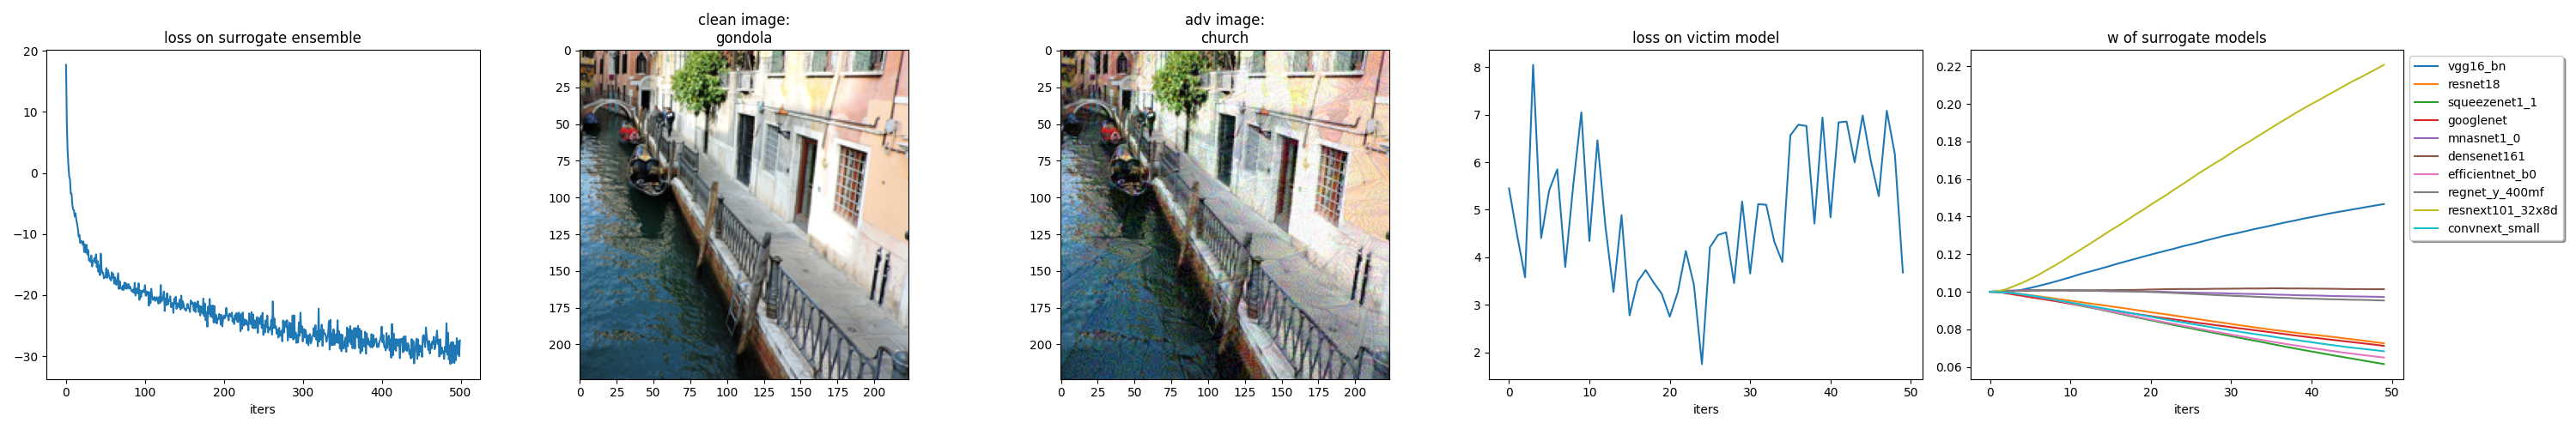 loss on surrogate ensemble
20
10
0
−10
−20
−30
0 100 200 300 400 500
iters
clean image:
gondola
0
25
50
75
100
125
150
175
200
0 25 50 75 100 125 150 175 200
adv image:
church
0
25
50
75
100
125
150
175
200
0 25 50 75 100 125 150 175 200
loss on victim model
8
7
6
5
4
3
2
0 10 20 30 40 50
iters
w of surrogate models
0.22
0.20
0.18
0.16
0.14
0.12
0.10
0.08
0.06
0 10 20 30 40 50
iters
vgg16_bn
resnet18
squeezenet1_1
googlenet
mnasnet1_0
densenet161
efficientnet_b0
regnet_y_400mf
resnext101_32x8d
convnext_small